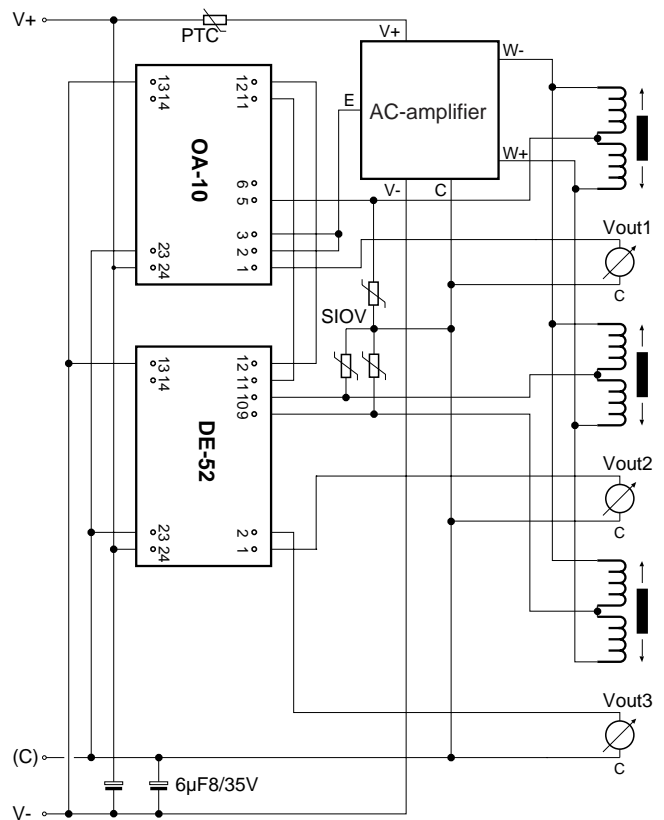 V+
PTC
V+
W-
13
14
12
11
E
AC-amplifier
OA-10
W+
6
5
V-
C
3
2
1
23
24
Vout1
C
SIOV
13
14
12
11
10
9
DE-52
Vout2
23
24
2
1
C
Vout3
(C)
C
6µF8/35V
V-